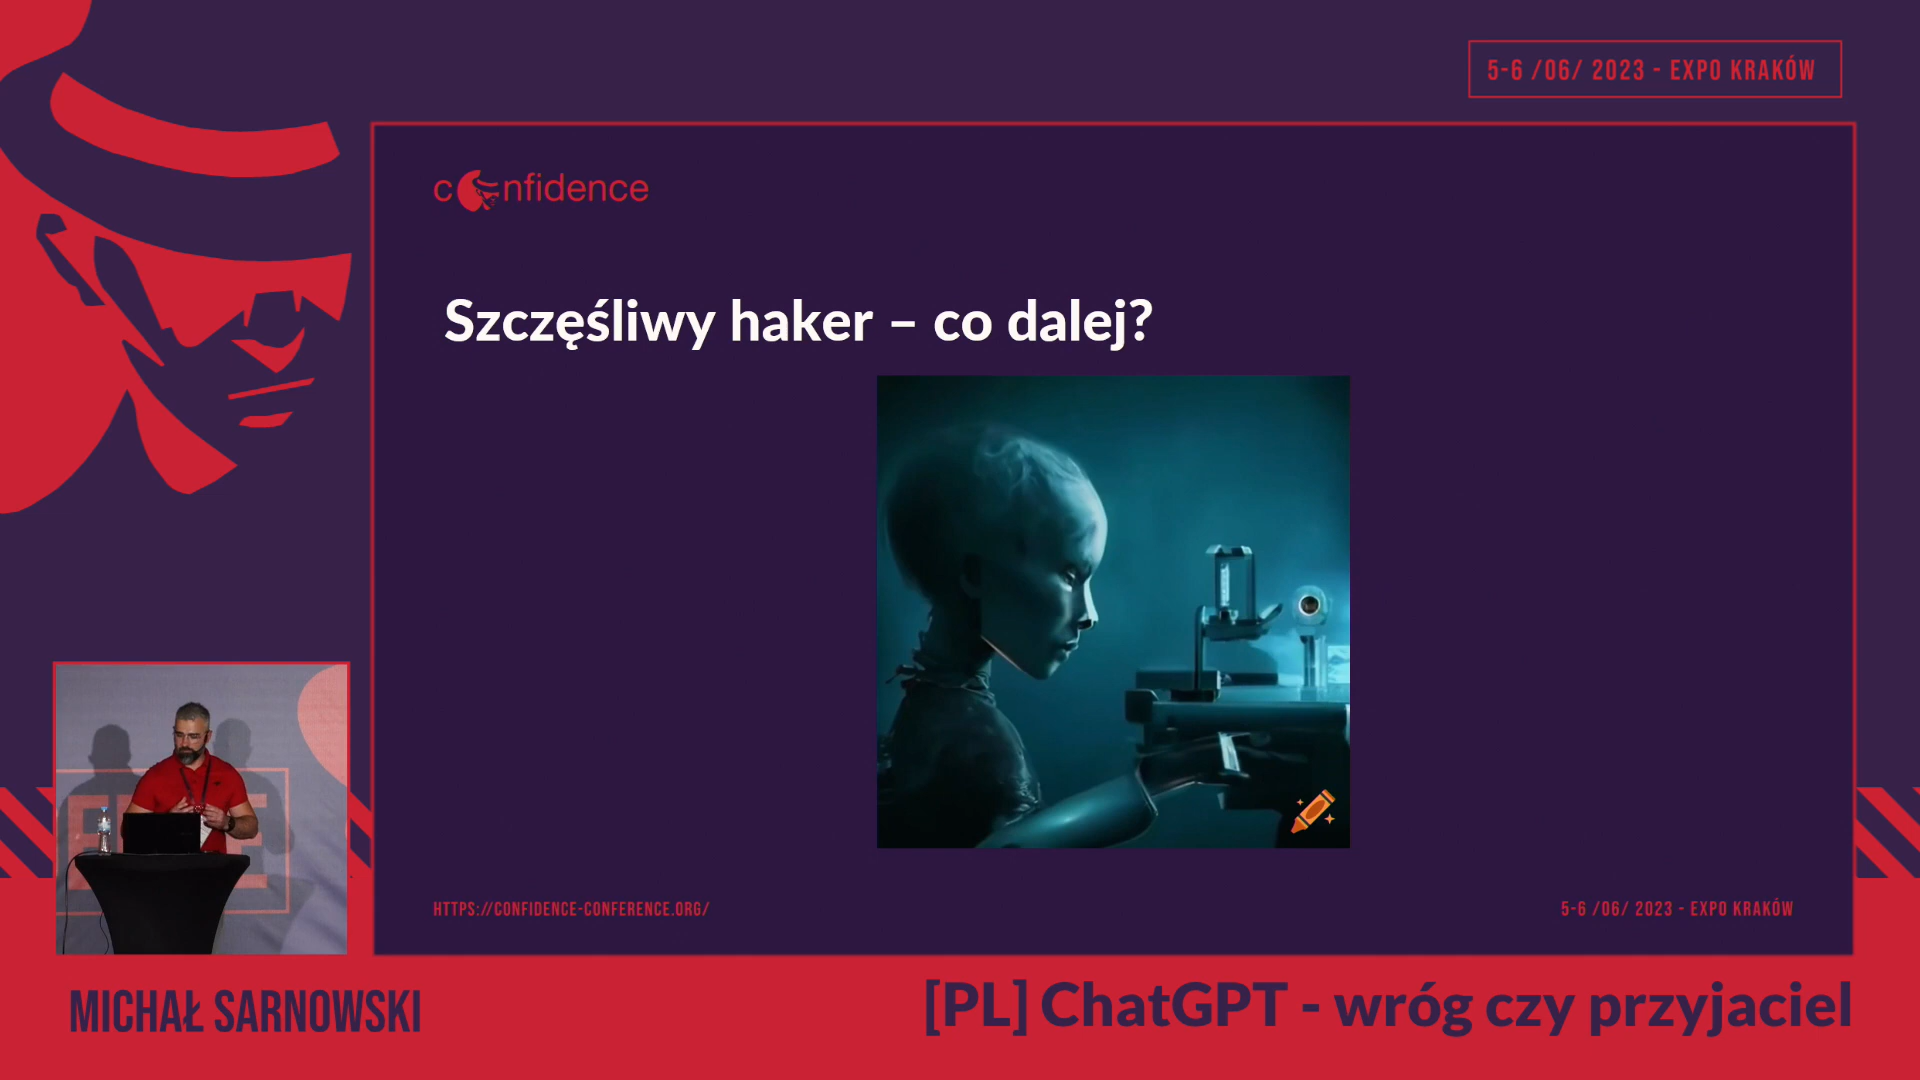 5-6 /06/ 2023 - EXPO KRAKÓW
confidence
Szczęśliwy haker – co dalej?
HTTPS://CONFIDENCE-CONFERENCE.ORG/
5-6 /06/ 2023 - EXPO KRAKÓW
MICHAŁ SARNOWSKI
[PL] ChatGPT - wróg czy przyjaciel